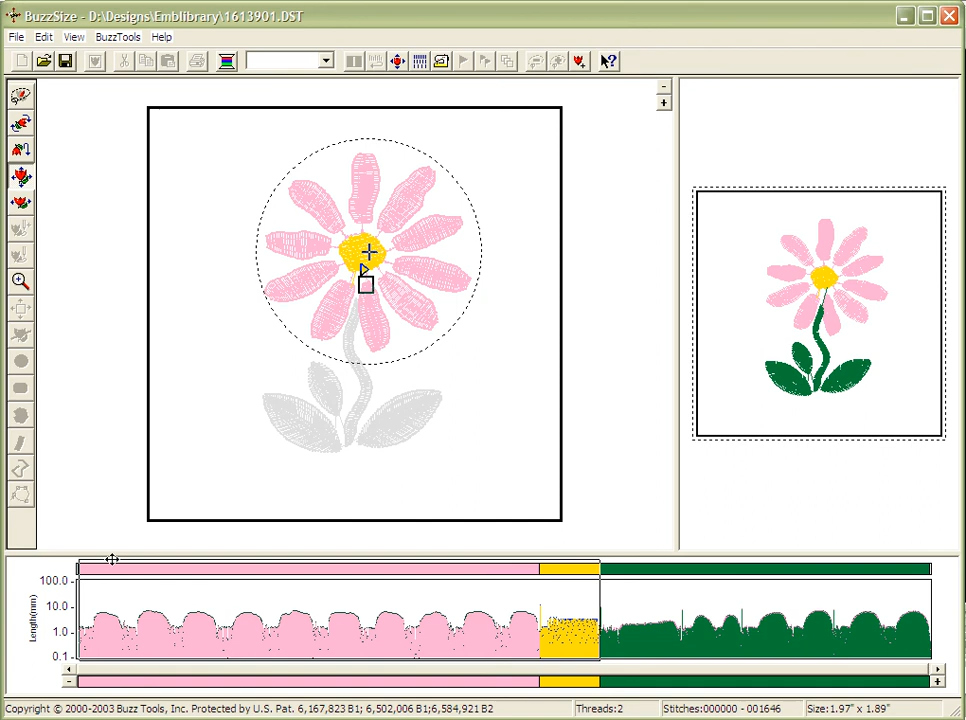 BuzzSize - D:\Designs\Emblibrary\1613901.DST
File Edit View BuzzTools Help
-
+
100.0
10.0
1.0
0.1
Length(mm)
-
+
Copyright © 2000-2003 Buzz Tools, Inc. Protected by U.S. Pat. 6,167,823 B1; 6,502,006 B1;6,584,921 B2 Threads:2 Stitches:000000 - 001646 Size:1.97" x 1.89"